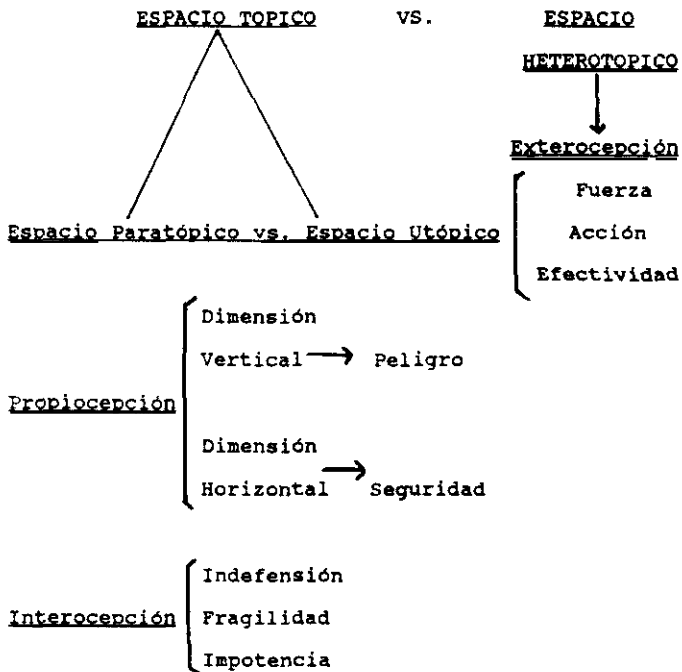 ESPACIO TOPICO VS. ESPACIO
HETEROTOPICO
Exterocepción
Fuerza
Espacio Paratópico vs. Espacio Utópico
Acción
Efectividad
Dimensión
Vertical → Peligro
Propiocepción
Dimensión
Horizontal → Seguridad
Indefensión
Interocepción
Fragilidad
Impotencia